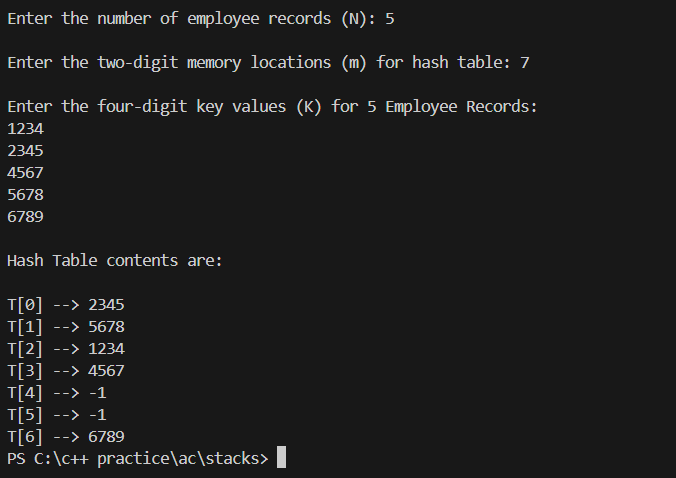 Enter the number of employee records (N): 5
Enter the two-digit memory locations (m) for hash table: 7
Enter the four-digit key values (K) for 5 Employee Records:
1234
2345
4567
5678
6789
Hash Table contents are:
T[0] --> 2345
T[1] --> 5678
T[2] --> 1234
T[3] --> 4567
T[4] --> -1
T[5] --> -1
T[6] --> 6789
PS C:\c++ practice\ac\stacks>